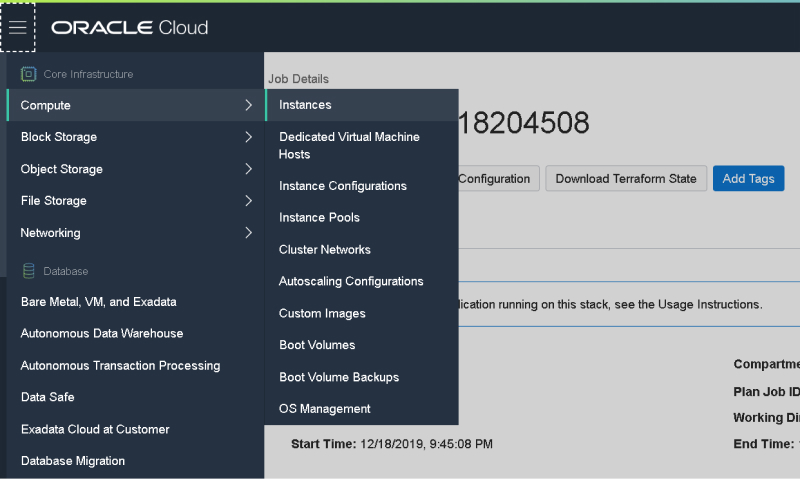 ORACLE Cloud
Core Infrastructure
Compute
Block Storage
Object Storage
File Storage
Networking
Database
Bare Metal, VM, and Exadata
Autonomous Data Warehouse
Autonomous Transaction Processing
Data Safe
Exadata Cloud at Customer
Database Migration
Instances
Dedicated Virtual Machine
Hosts
Instance Configurations
Instance Pools
Cluster Networks
Autoscaling Configurations
Custom Images
Boot Volumes
Boot Volume Backups
OS Management
Job Details
18204508
Configuration Download Terraform State Add Tags
running on this stack, see the Usage Instructions.
Plan Job ID
Working
Start Time: 12/18/2019, 9:45:08 PM
End Time: